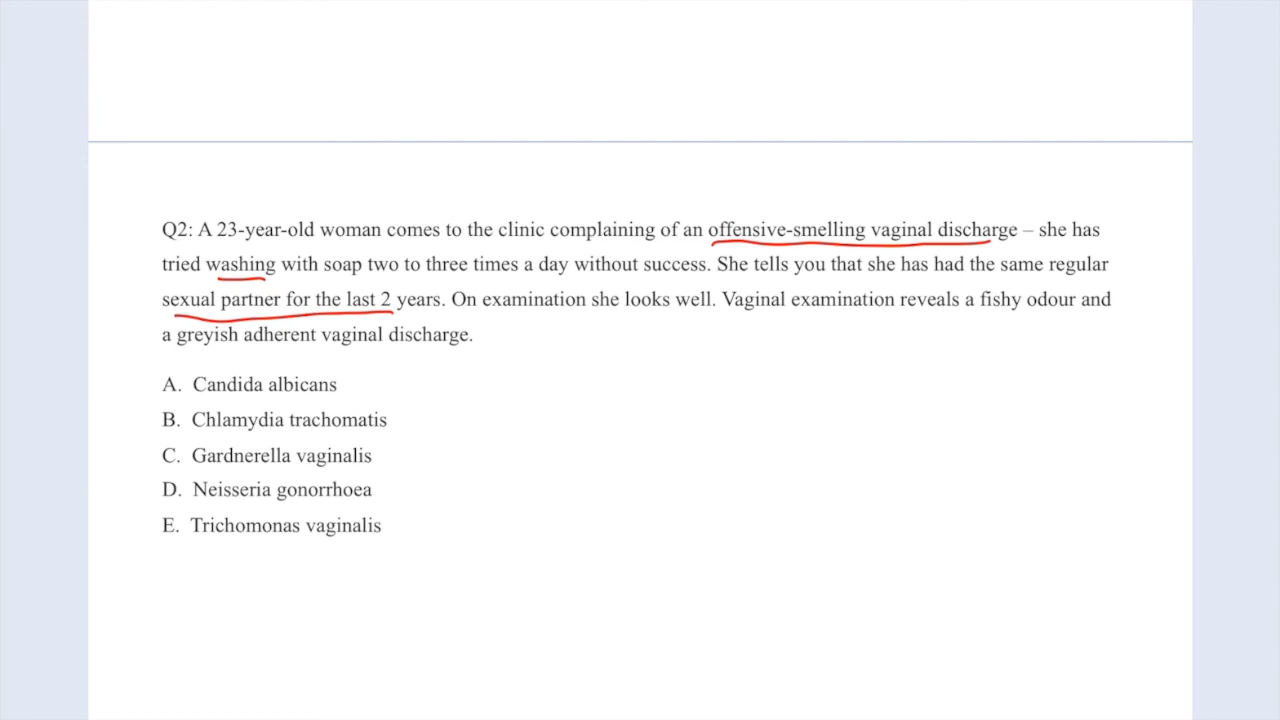 Q2: A 23-year-old woman comes to the clinic complaining of an offensive-smelling vaginal discharge – she has
tried washing with soap two to three times a day without success. She tells you that she has had the same regular
sexual partner for the last 2 years. On examination she looks well. Vaginal examination reveals a fishy odour and
a greyish adherent vaginal discharge.
A. Candida albicans
B. Chlamydia trachomatis
C. Gardnerella vaginalis
D. Neisseria gonorrhoea
E. Trichomonas vaginalis